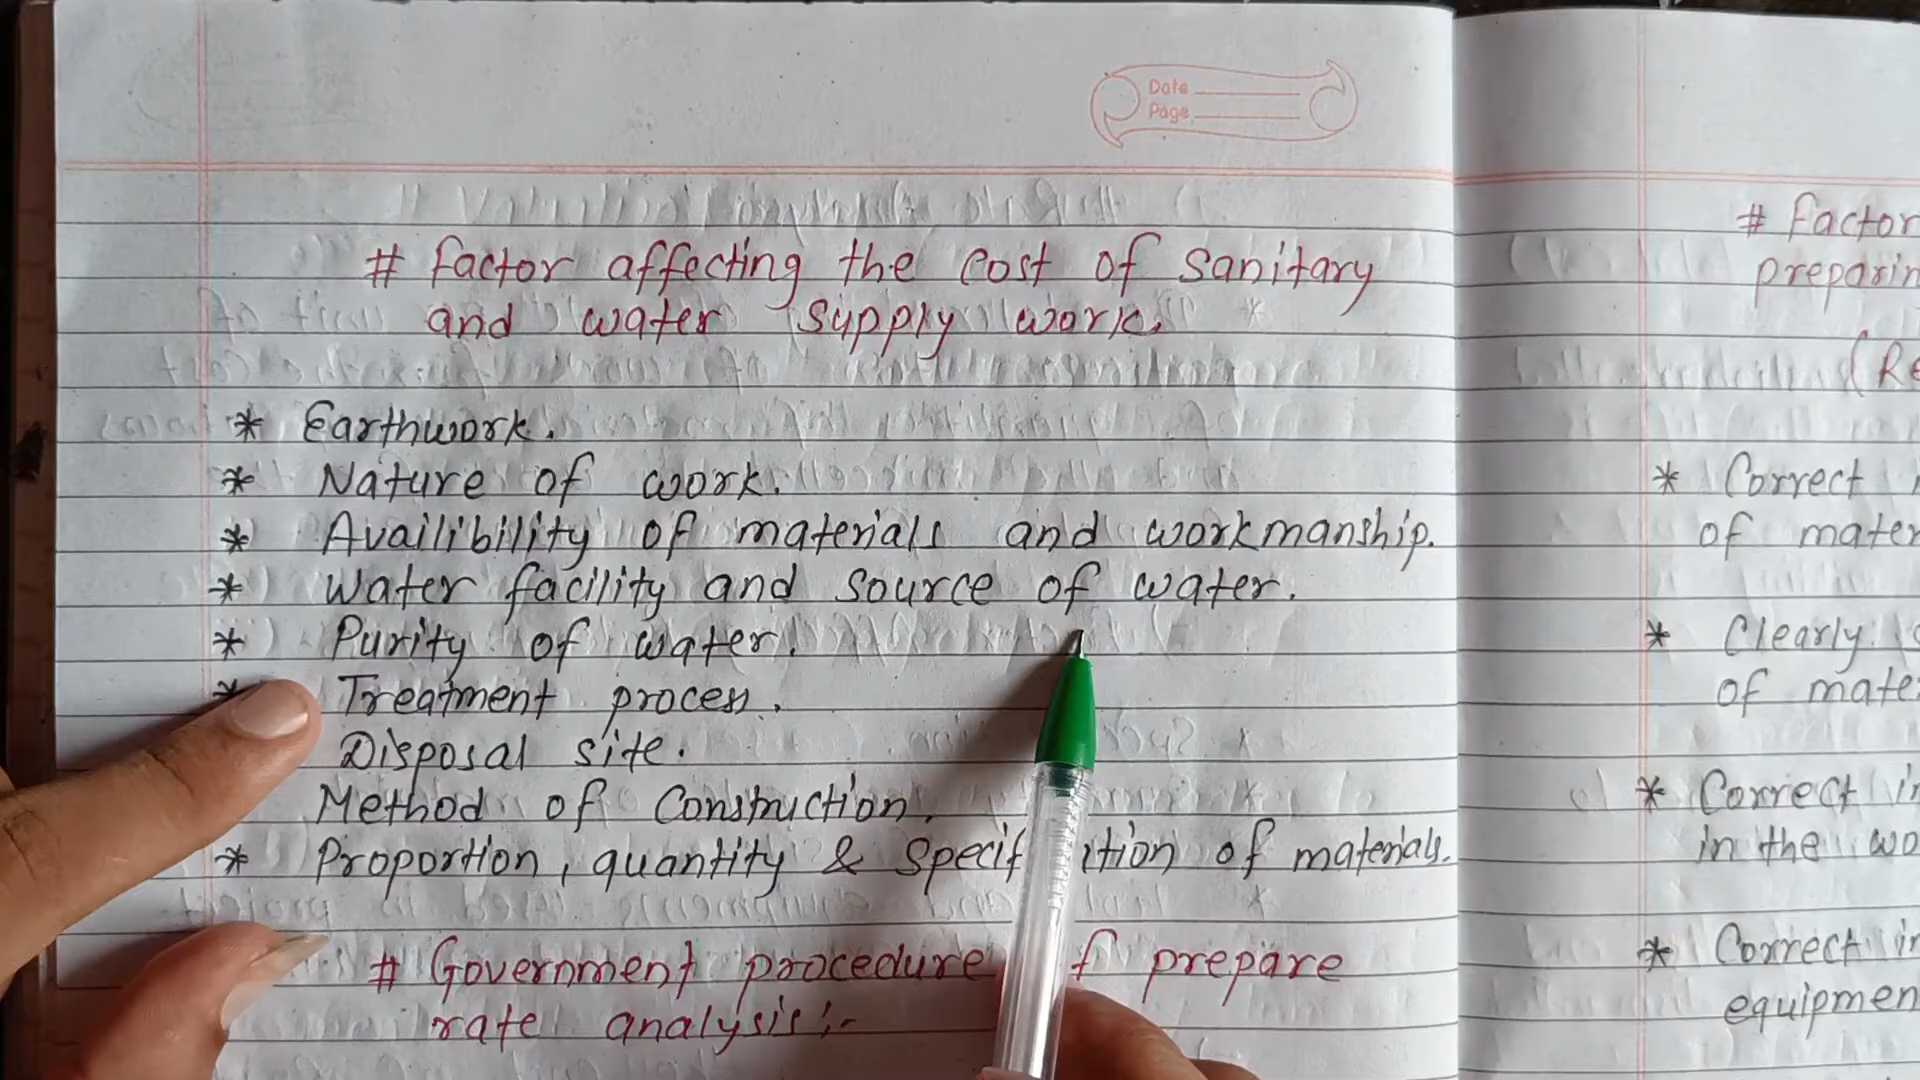 Date
Page
# factor affecting the cost of sanitary
and water supply work.
* Earthwork.
* Nature of work.
* Availibility of materials and workmanship.
* Water facility and source of water.
* Purity of water.
* Treatment process.
Disposal site.
Method of Construction.
* Proportion, quantity & of materials.
# Government procedure prepare
rate analysis:-
# factor
preparin
(Re
* Correct
of mater
* Clearly
of mate
* Correct in
in the wo
* Correct in
equipmen